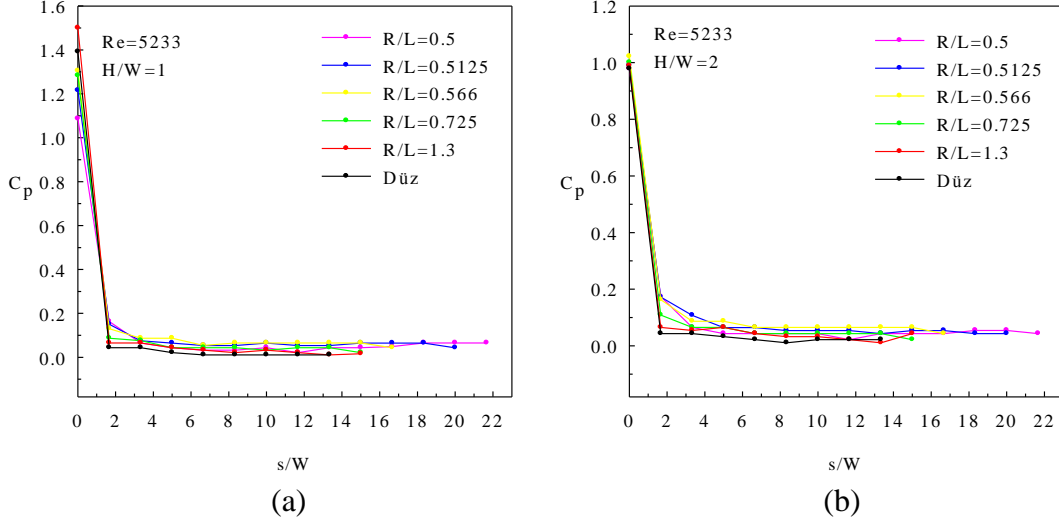 1.6
1.4
1.2
1.0
0.8
0.6
0.4
0.2
0.0
Cp
Re=5233
H/W=1
R/L=0.5
R/L=0.5125
R/L=0.566
R/L=0.725
R/L=1.3
Düz
0 2 4 6 8 10 12 14 16 18 20 22
s/W
(a)
1.2
1.0
0.8
0.6
0.4
0.2
0.0
Cp
Re=5233
H/W=2
R/L=0.5
R/L=0.5125
R/L=0.566
R/L=0.725
R/L=1.3
Düz
0 2 4 6 8 10 12 14 16 18 20 22
s/W
(b)